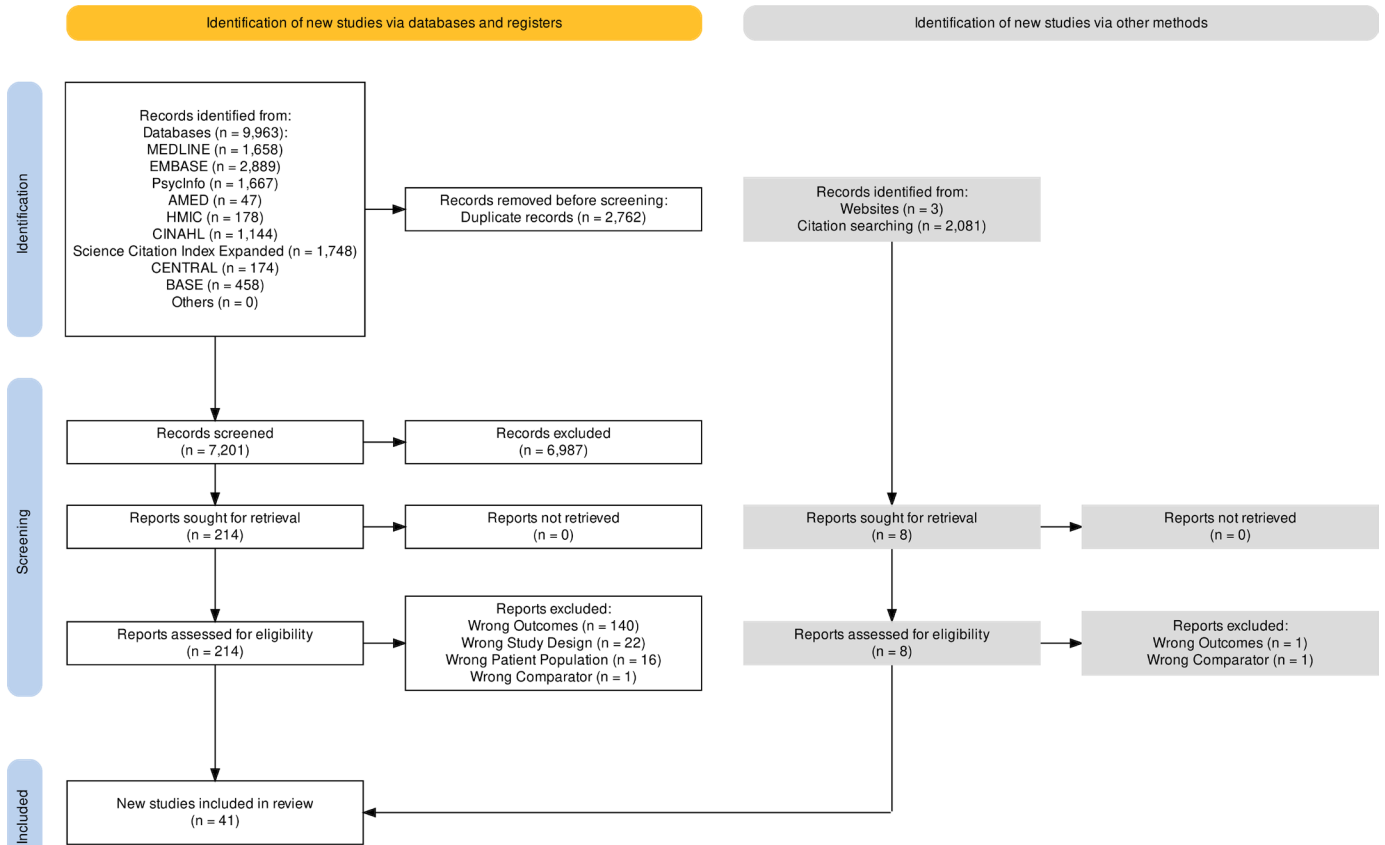 Identification of new studies via databases and registers
Identification of new studies via other methods
Identification
Records identified from:
Databases (n = 9,963):
MEDLINE (n = 1,658)
EMBASE (n = 2,889)
PsycInfo (n = 1,667)
AMED (n = 47)
HMIC (n = 178)
CINAHL (n = 1,144)
Science Citation Index Expanded (n = 1,748)
CENTRAL (n = 174)
BASE (n = 458)
Others (n = 0)
Records removed before screening:
Duplicate records (n = 2,762)
Records identified from:
Websites (n = 3)
Citation searching (n = 2,081)
Screening
Records screened
(n = 7,201)
Records excluded
(n = 6,987)
Reports sought for retrieval
(n = 214)
Reports not retrieved
(n = 0)
Reports sought for retrieval
(n = 8)
Reports not retrieved
(n = 0)
Reports assessed for eligibility
(n = 214)
Reports excluded:
Wrong Outcomes (n = 140)
Wrong Study Design (n = 22)
Wrong Patient Population (n = 16)
Wrong Comparator (n = 1)
Reports assessed for eligibility
(n = 8)
Reports excluded:
Wrong Outcomes (n = 1)
Wrong Comparator (n = 1)
Included
New studies included in review
(n = 41)